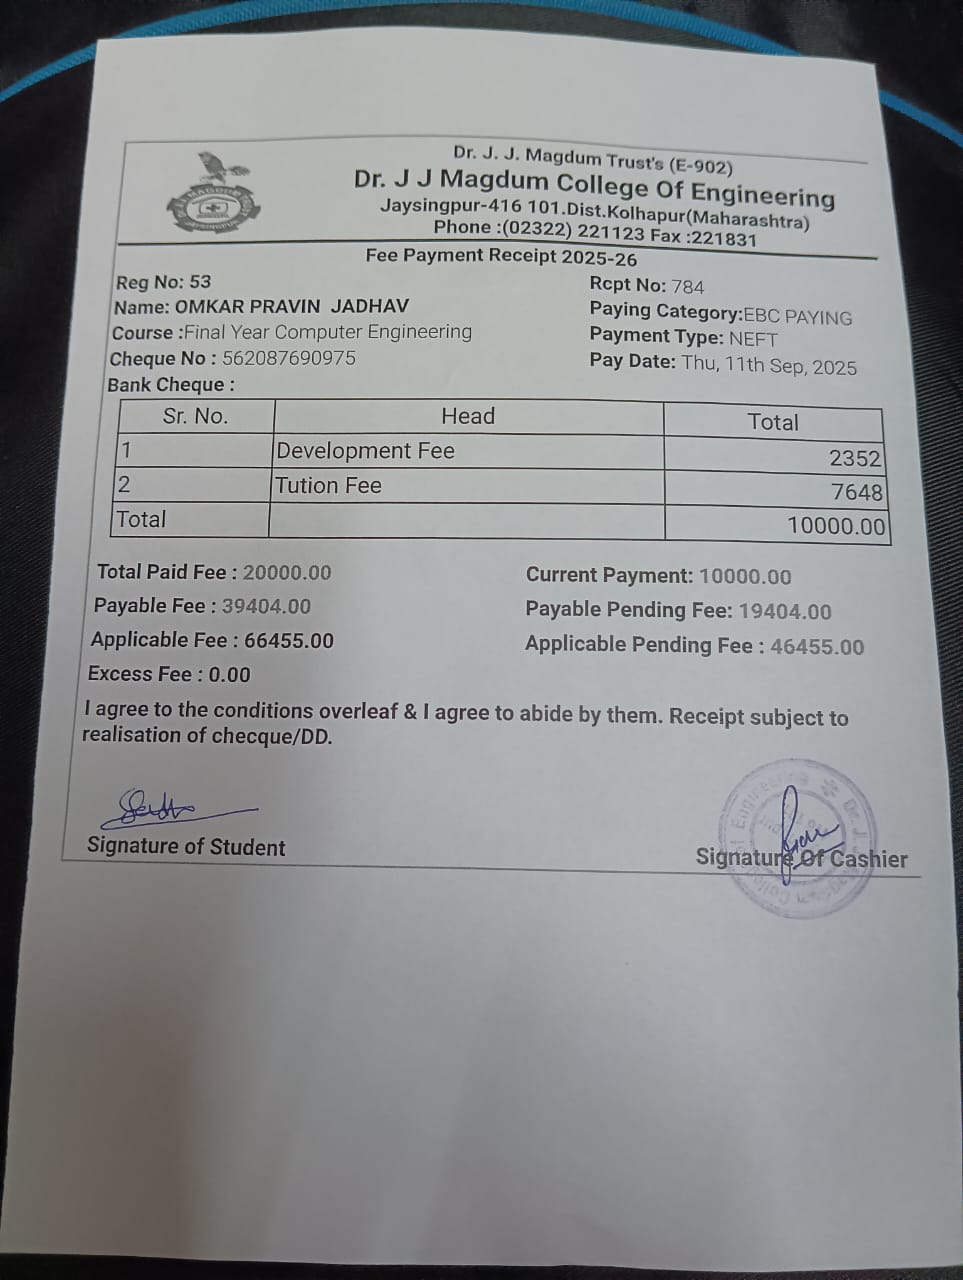 Dr. J. J. Magdum Trust's (E-902)
Dr. J J Magdum College Of Engineering
Jaysingpur-416 101.Dist.Kolhapur(Maharashtra)
Phone :(02322) 221123 Fax :221831
Fee Payment Receipt 2025-26
Reg No: 53 Rcpt No: 784
Name: OMKAR PRAVIN JADHAV Paying Category:EBC PAYING
Course :Final Year Computer Engineering Payment Type: NEFT
Cheque No : 562087690975 Pay Date: Thu, 11th Sep, 2025
Bank Cheque :
Sr. No. Head Total
1 Development Fee 2352
2 Tution Fee 7648
Total 10000.00
Total Paid Fee : 20000.00 Current Payment: 10000.00
Payable Fee : 39404.00 Payable Pending Fee: 19404.00
Applicable Fee : 66455.00 Applicable Pending Fee : 46455.00
Excess Fee : 0.00
I agree to the conditions overleaf & I agree to abide by them. Receipt subject to
realisation of checque/DD.
Signature of Student Signature Of Cashier